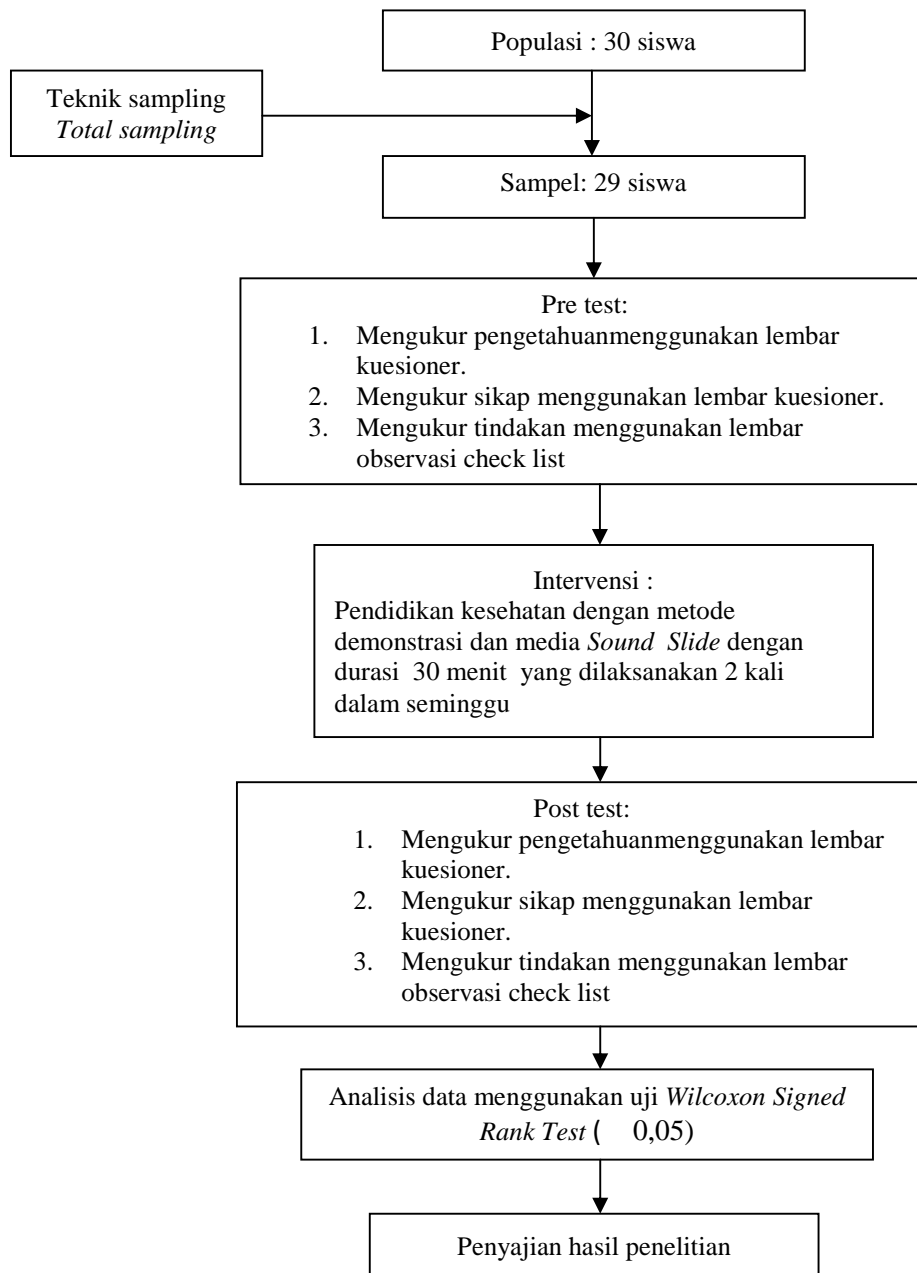 Populasi : 30 siswa
Teknik sampling
Total sampling
Sampel: 29 siswa
Pre test:
1. Mengukur pengetahuanmenggunakan lembar
kuesioner.
2. Mengukur sikap menggunakan lembar kuesioner.
3. Mengukur tindakan menggunakan lembar
observasi check list
Intervensi :
Pendidikan kesehatan dengan metode
demonstrasi dan media Sound Slide dengan
durasi 30 menit yang dilaksanakan 2 kali
dalam seminggu
Post test:
1. Mengukur pengetahuanmenggunakan lembar
kuesioner.
2. Mengukur sikap menggunakan lembar
kuesioner.
3. Mengukur tindakan menggunakan lembar
observasi check list
Analisis data menggunakan uji Wilcoxon Signed
Rank Test ( 0,05)
Penyajian hasil penelitian